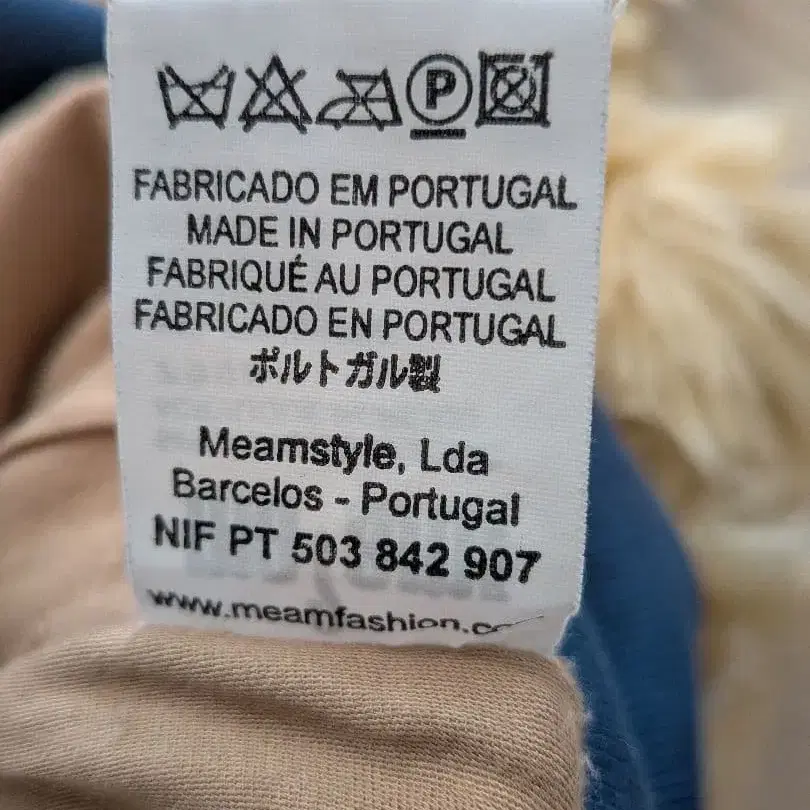 P
FABRICADO EM PORTUGAL
MADE IN PORTUGAL
FABRIQUÉ AU PORTUGAL
FABRICADO EN PORTUGAL
ポルトガル製
Meamstyle, Lda
Barcelos - Portugal
NIF PT 503 842 907